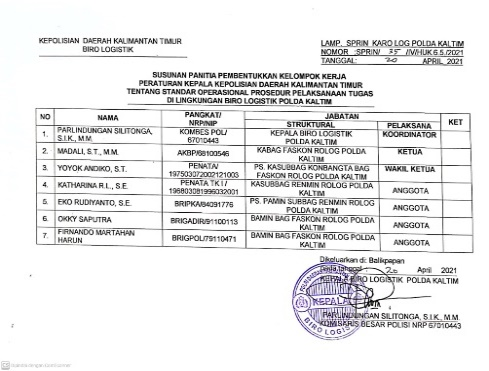 KEPOLISIAN DAERAH KALIMANTAN TIMUR
BIRO LOGISTIK
LAMP. SPRIN KARO LOG POLDA KALTIM
NOMOR :SPRIN/ 35 /IV/HUK 6.5./2021
TANGGAL: 20 APRIL 2021
SUSUNAN PANITIA PEMBENTUKKAN KELOMPOK KERJA
PERATURAN KEPALA KEPOLISIAN DAERAH KALIMANTAN TIMUR
TENTANG STANDAR OPERASIONAL PROSEDUR PELAKSANAAN TUGAS
DI LINGKUNGAN BIRO LOGISTIK POLDA KALTIM
NO NAMA PANGKAT/ NRP/NIP JABATAN KET
STRUKTURAL PELAKSANA
1. PARLINDUNGAN SILITONGA, S.I.K., M.M. KOMBES POL/ 67010443 KEPALA BIRO LOGISTIK POLDA KALTIM KOORDINATOR
2. MADALI, S.T., M.M. AKBP/68100546 KABAG FASKON ROLOG POLDA KALTIM KETUA
3. YOYOK ANDIKO, S.T. PENATA/ 197503072002121003 PS. KASUBBAG KONBANGTA BAG FASKON ROLOG POLDA KALTIM WAKIL KETUA
4. KATHARINA R.L., S.E. PENATA TK I / 196803081996032001 KASUBBAG RENMIN ROLOG POLDA KALTIM ANGGOTA
5. EKO RUDIYANTO, S.E. BRIPKA/84091776 PS. PAMIN SUBBAG RENMIN ROLOG POLDA KALTIM ANGGOTA
6. OKKY SAPUTRA BRIGADIR/91100113 BAMIN BAG FASKON ROLOG POLDA KALTIM ANGGOTA
7. FIRNANDO MARTAHAN HARUN BRIGPOL/79110471 BAMIN BAG FASKON ROLOG POLDA KALTIM ANGGOTA
Dikeluarkan di: Balikpapan
Pada tanggal 20 April 2021
KEPALA BIRO LOGISTIK POLDA KALTIM
KEPALA
BIRO LOGISTIK
PARLINDUNGAN SILITONGA, S.I.K., M.M.
KOMISARIS BESAR POLISI NRP 67010443